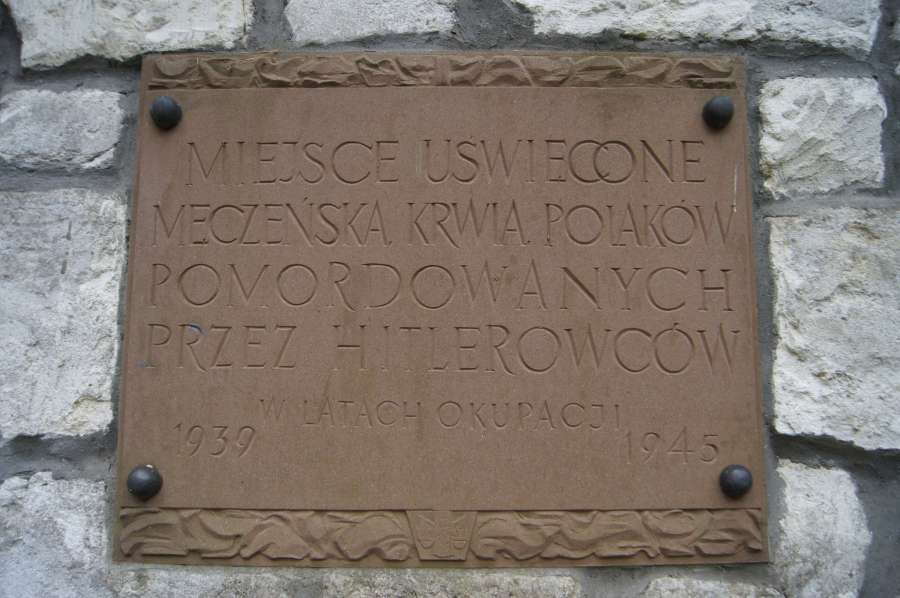 MIEJSCE UŚWIĘCONE
MĘCZEŃSKĄ KRWIĄ POLAKÓW
POMORDOWANYCH
PRZEZ HITLEROWCÓW
W LATACH OKUPACJI
1939 1945